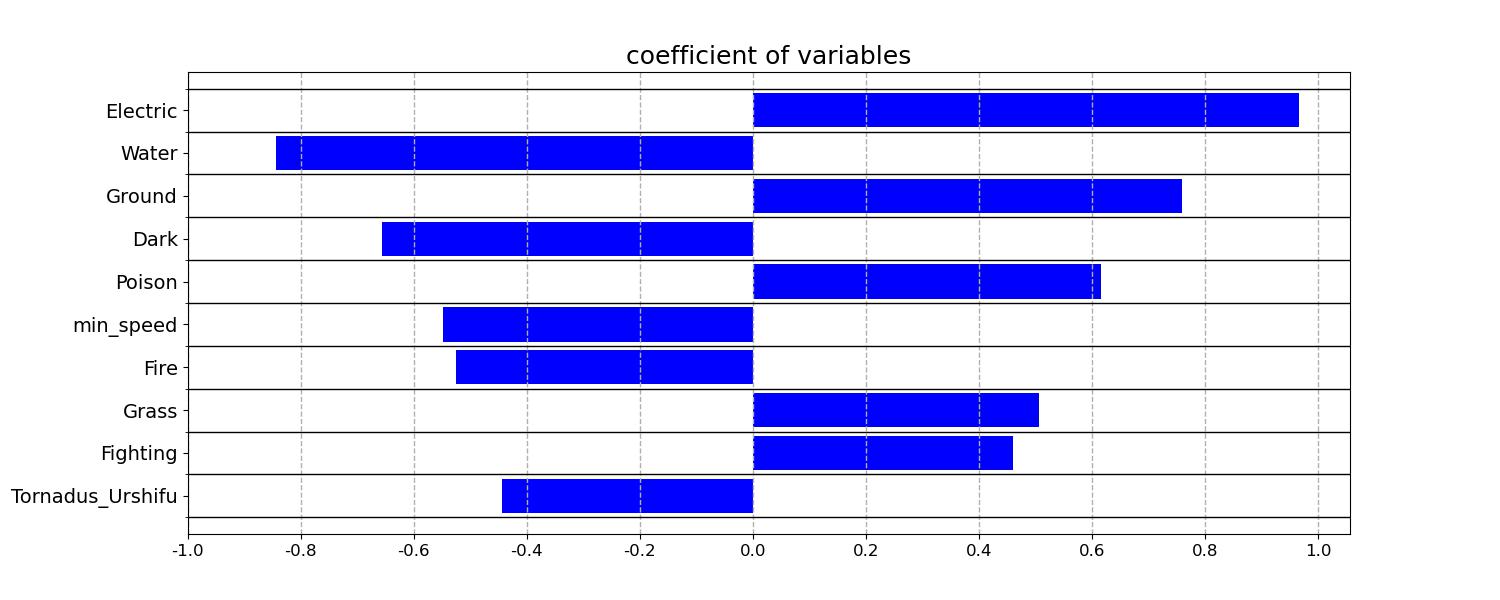 coefficient of variables
Electric
Water
Ground
Dark
Poison
min_speed
Fire
Grass
Fighting
Tornadus_Urshifu
-1.0 -0.8 -0.6 -0.4 -0.2 0.0 0.2 0.4 0.6 0.8 1.0